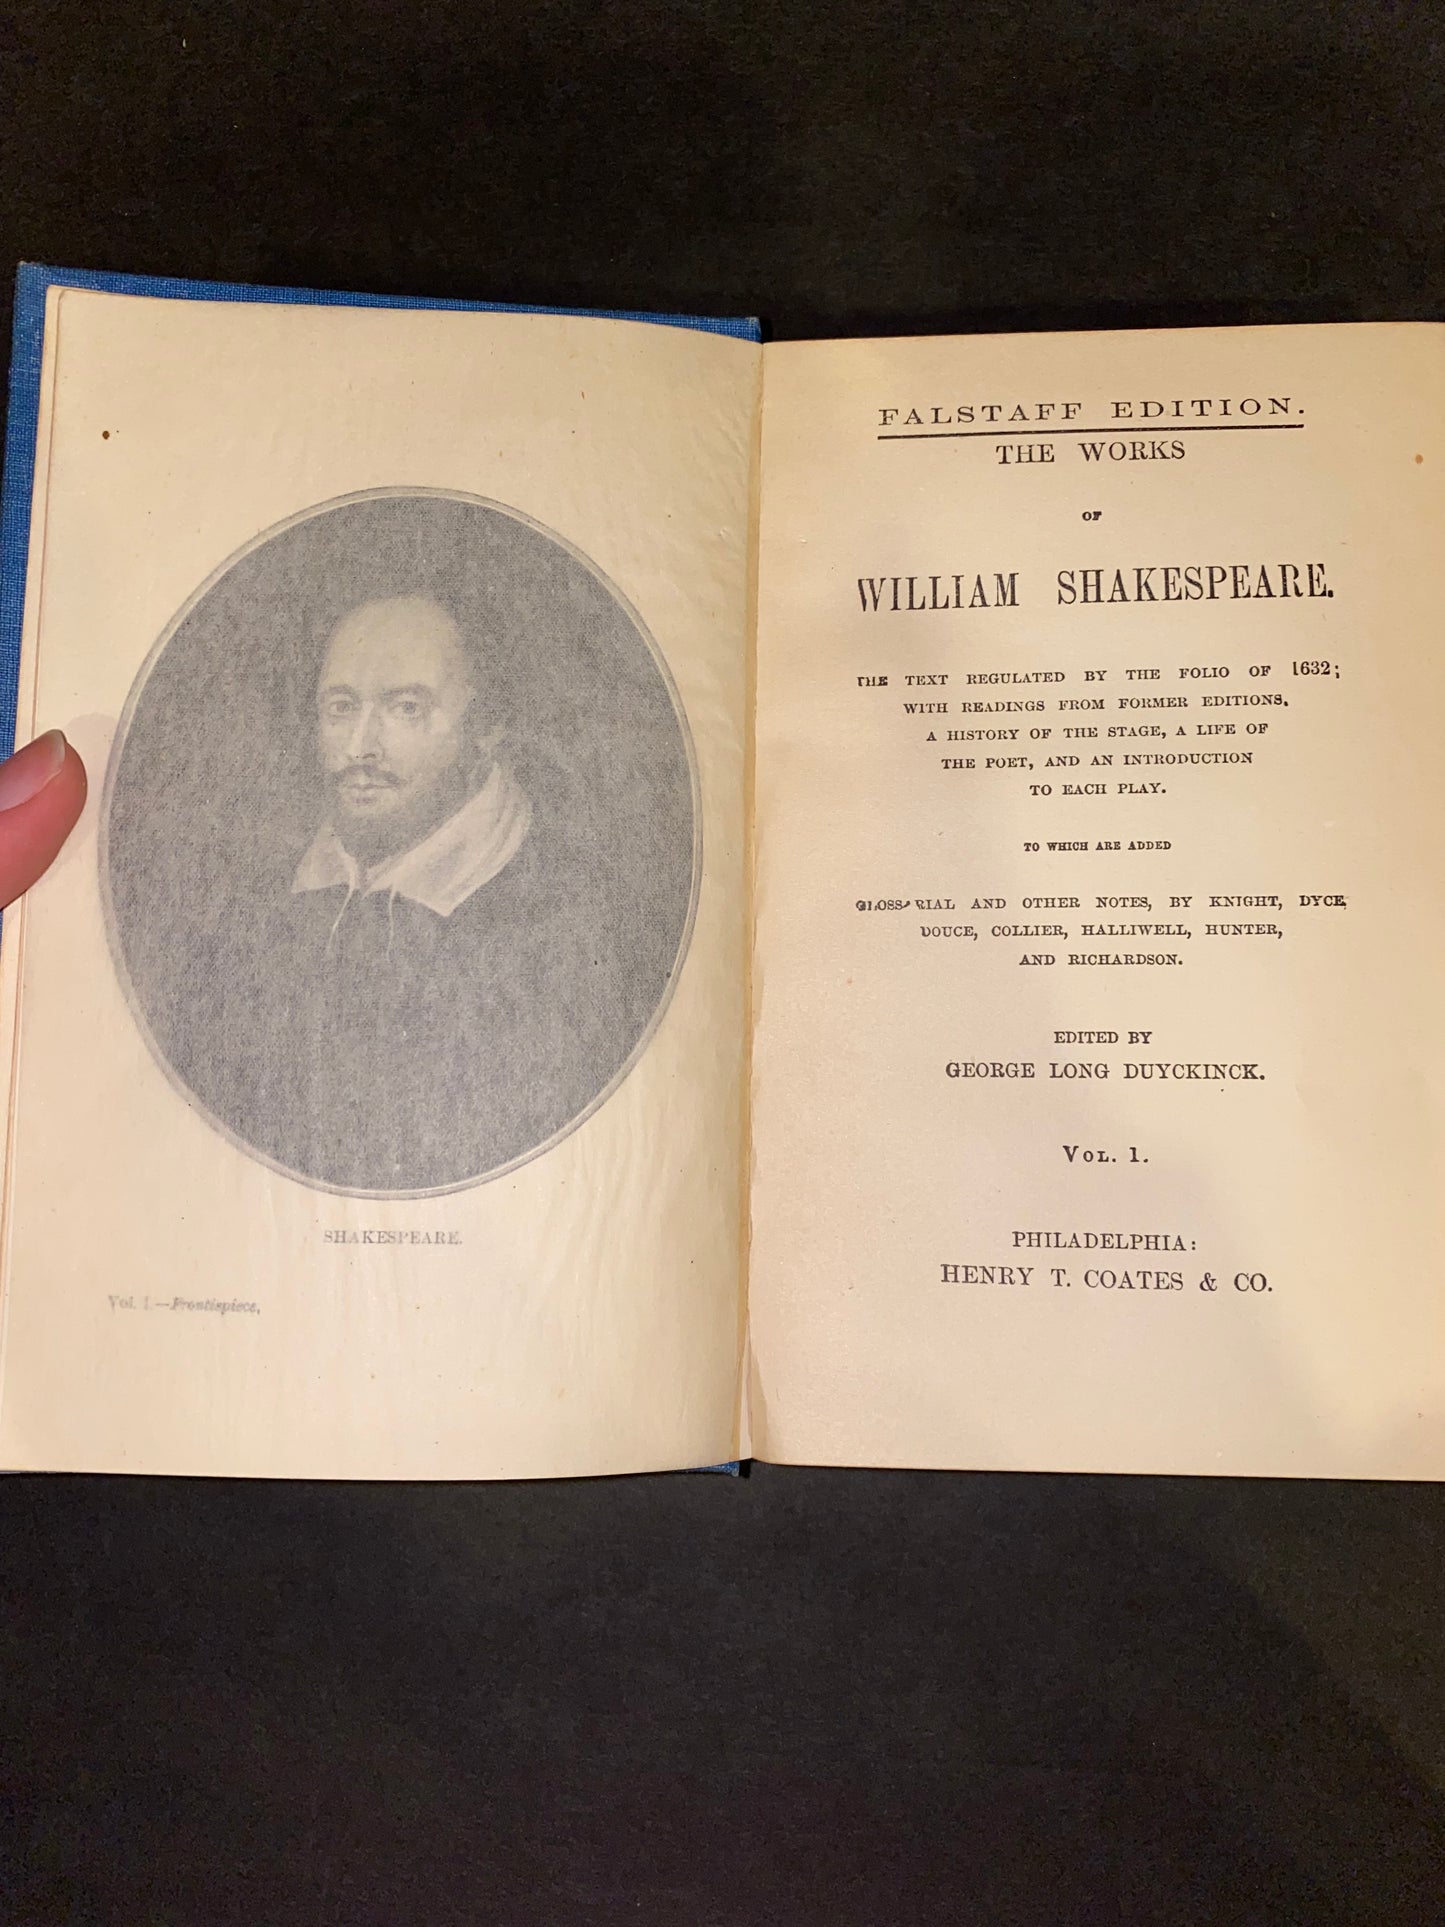 SHAKESPEARE.
Vol. 1.—Frontispiece.
FALSTAFF EDITION.
THE WORKS
OF
WILLIAM SHAKESPEARE.
THE TEXT REGULATED BY THE FOLIO OF 1632;
WITH READINGS FROM FORMER EDITIONS,
A HISTORY OF THE STAGE, A LIFE OF
THE POET, AND AN INTRODUCTION
TO EACH PLAY.
TO WHICH ARE ADDED
GLOSSARIAL AND OTHER NOTES, BY KNIGHT, DYCE,
DOUCE, COLLIER, HALLIWELL, HUNTER,
AND RICHARDSON.
EDITED BY
GEORGE LONG DUYCKINCK.
VOL. 1.
PHILADELPHIA:
HENRY T. COATES & CO.